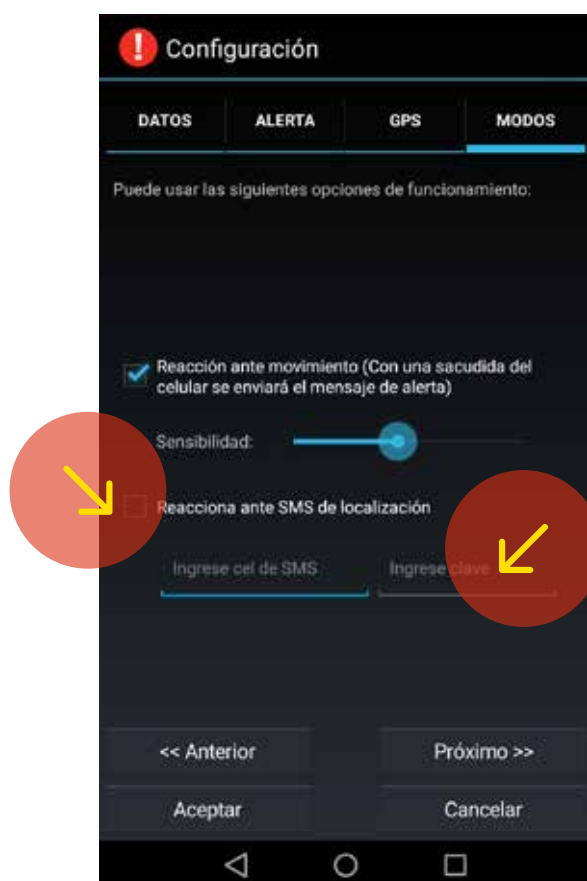 Configuración
DATOS ALERTA GPS MODOS
Puede usar las siguientes opciones de funcionamiento:
Reacción ante movimiento (Con una sacudida del
celular se enviará el mensaje de alerta)
Sensibilidad:
Reacciona ante SMS de localización
Ingrese cel de SMS Ingrese clave
<< Anterior Próximo >>
Aceptar Cancelar